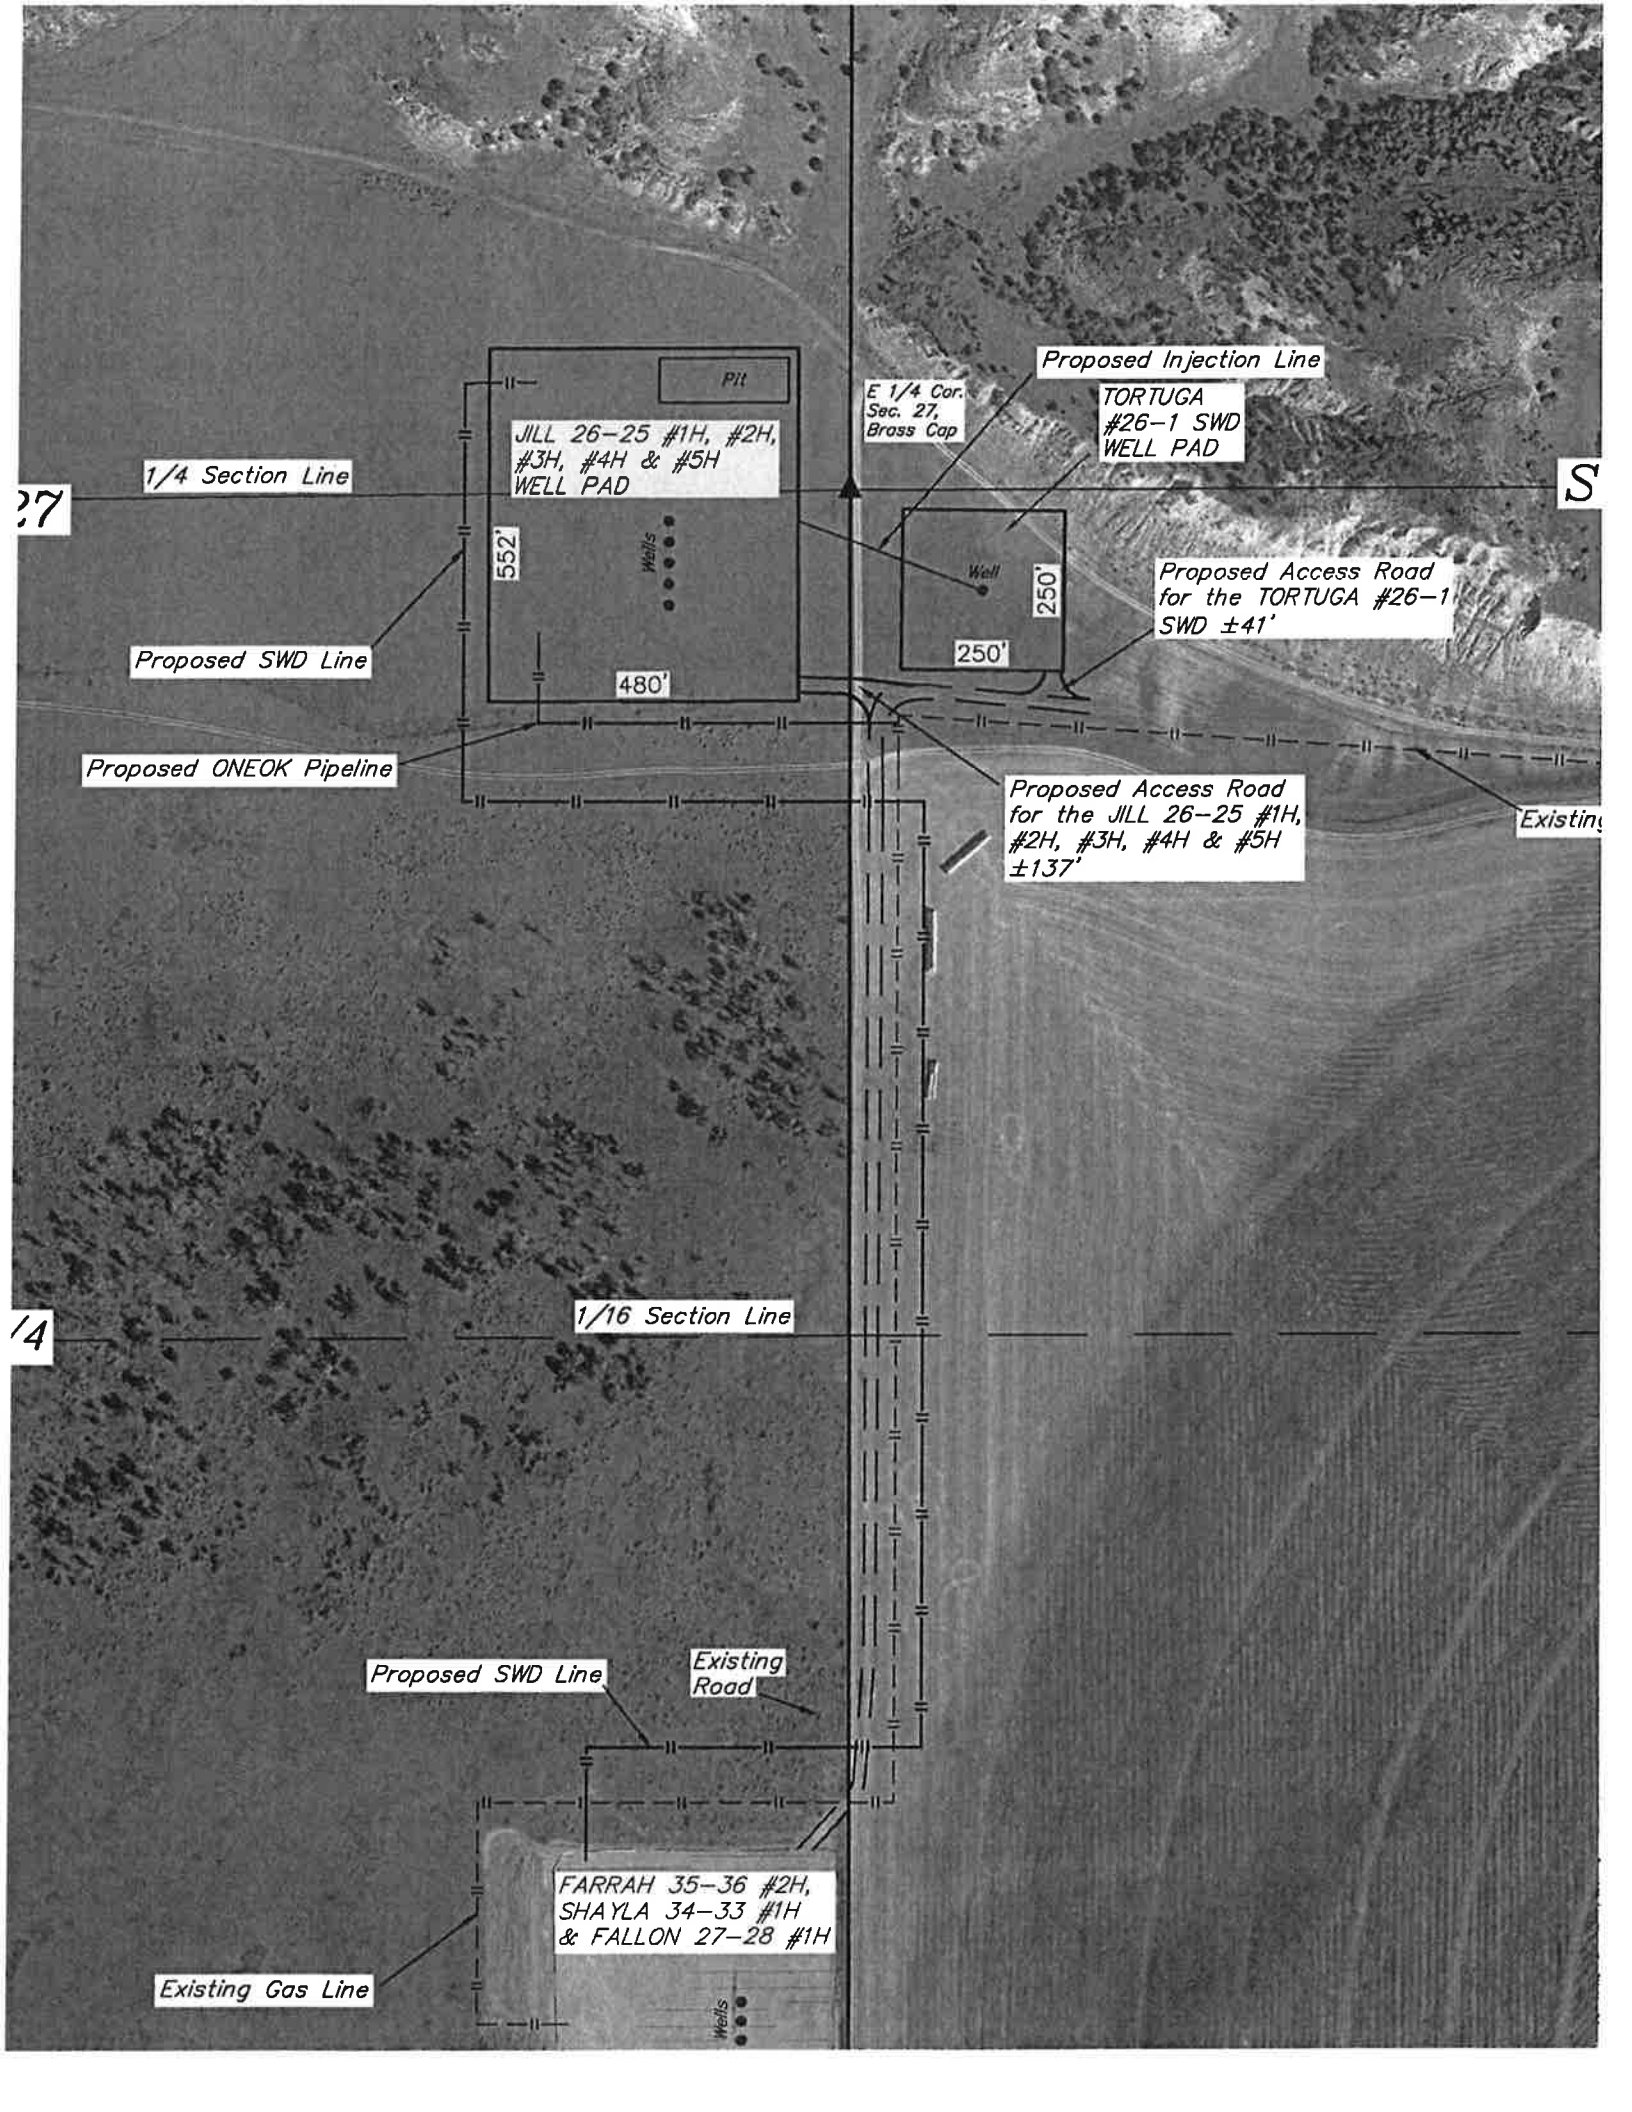 Pit
Proposed Injection Line
E 1/4 Cor.
Sec. 27,
Brass Cap
TORTUGA
#26-1 SWD
WELL PAD
JILL 26-25 #1H, #2H,
#3H, #4H & #5H
WELL PAD
1/4 Section Line
27
S
552'
Wells
Well
250'
250'
Proposed Access Road
for the TORTUGA #26-1
SWD ±41'
Proposed SWD Line
480'
Proposed ONEOK Pipeline
Proposed Access Road
for the JILL 26-25 #1H,
#2H, #3H, #4H & #5H
±137'
Existing
1/16 Section Line
/4
Proposed SWD Line
Existing
Road
FARRAH 35-36 #2H,
SHAYLA 34-33 #1H
& FALLON 27-28 #1H
Existing Gas Line
Wells